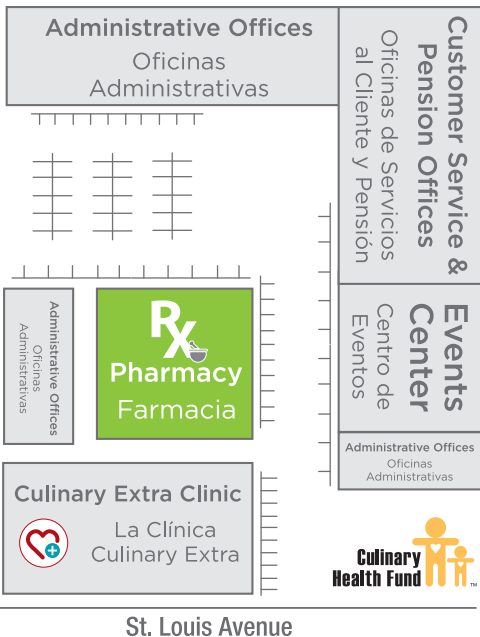 Administrative Offices
Oficinas
Administrativas
Customer Service &
Pension Offices
Oficinas de Servicios
al Cliente y Pensión
Events
Center
Centro de
Eventos
Administrative Offices
Oficinas
Administrativas
Administrative Offices
Oficinas
Administrativas
Rx
Pharmacy
Farmacia
Culinary Extra Clinic
La Clínica
Culinary Extra
Culinary
Health Fund
TM
St. Louis Avenue